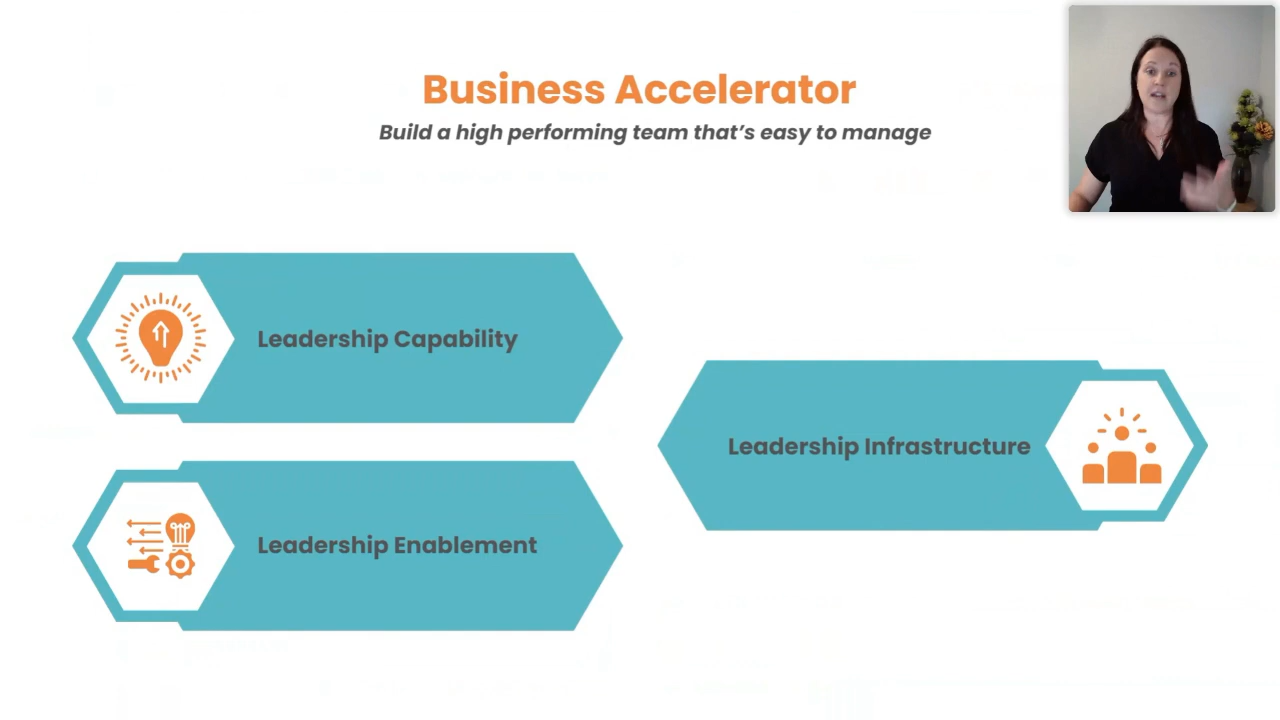 Business Accelerator
Build a high performing team that's easy to manage
Leadership Capability
Leadership Infrastructure
Leadership Enablement